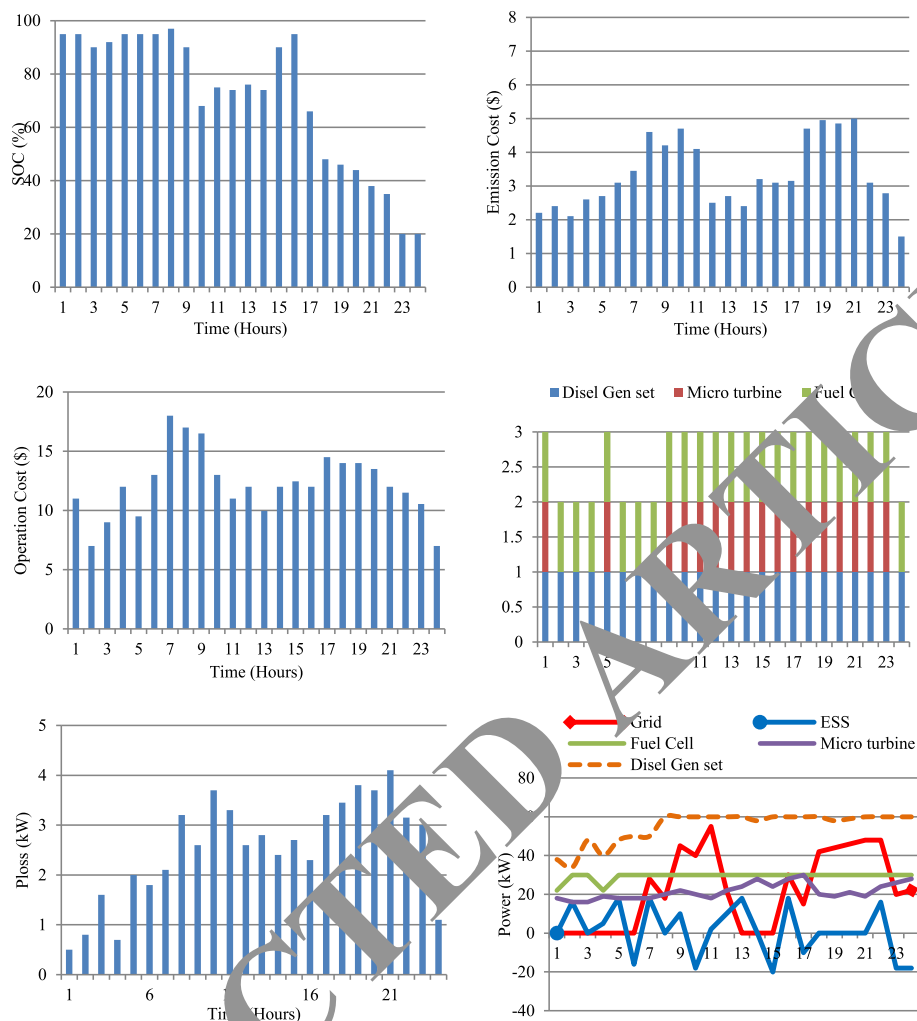 100
80
60
40
20
0
SOC (%)
1 3 5 7 9 11 13 15 17 19 21 23
Time (Hours)
8
7
6
5
4
3
2
1
0
Emission Cost ($)
1 3 5 7 9 11 13 15 17 19 21 23
Time (Hours)
20
15
10
5
0
Operation Cost ($)
1 3 5 7 9 11 13 15 17 19 21 23
Time (Hours)
Disel Gen set Micro turbine Fuel C
3
2.5
2
1.5
1
0.5
0
1 3 5 11 13 15 17 19 21 23
5
4
3
2
1
0
Ploss (kW)
1 6 16 21
Time (Hours)
Grid ESS
Fuel Cell Micro turbine
Disel Gen set
80
40
20
0
-20
-40
Power (kW)
1 3 5 7 9 11 13 15 17 19 21 23
CTED ARTIC